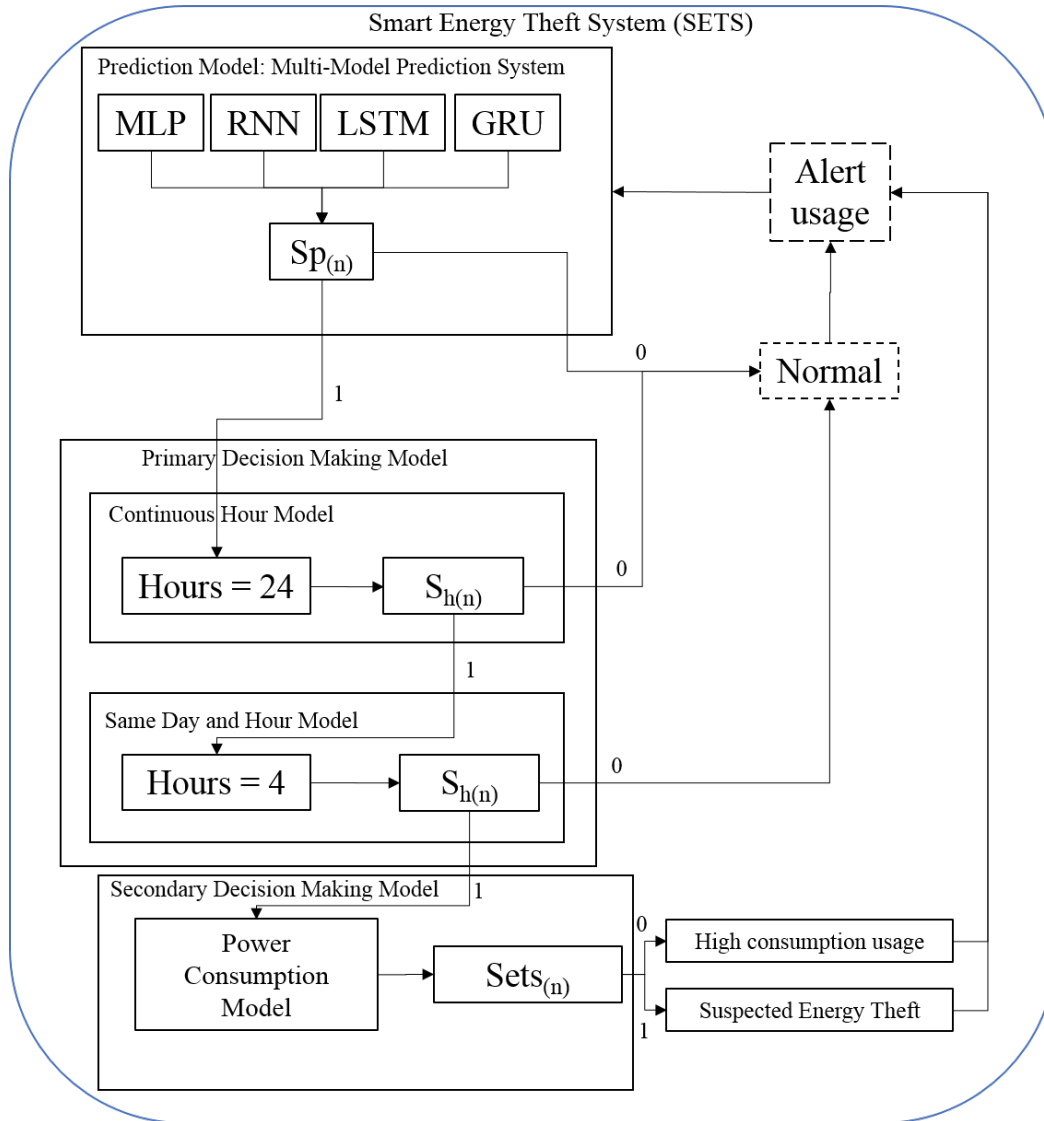 Smart Energy Theft System (SETS)
Prediction Model: Multi-Model Prediction System
MLP
RNN
LSTM
GRU
Sp(n)
Alert
usage
0
Normal
1
Primary Decision Making Model
Continuous Hour Model
Hours = 24
Sh(n)
0
1
Same Day and Hour Model
Hours = 4
Sh(n)
0
Secondary Decision Making Model
1
Power
Consumption
Model
Sets(n)
0
High consumption usage
1
Suspected Energy Theft